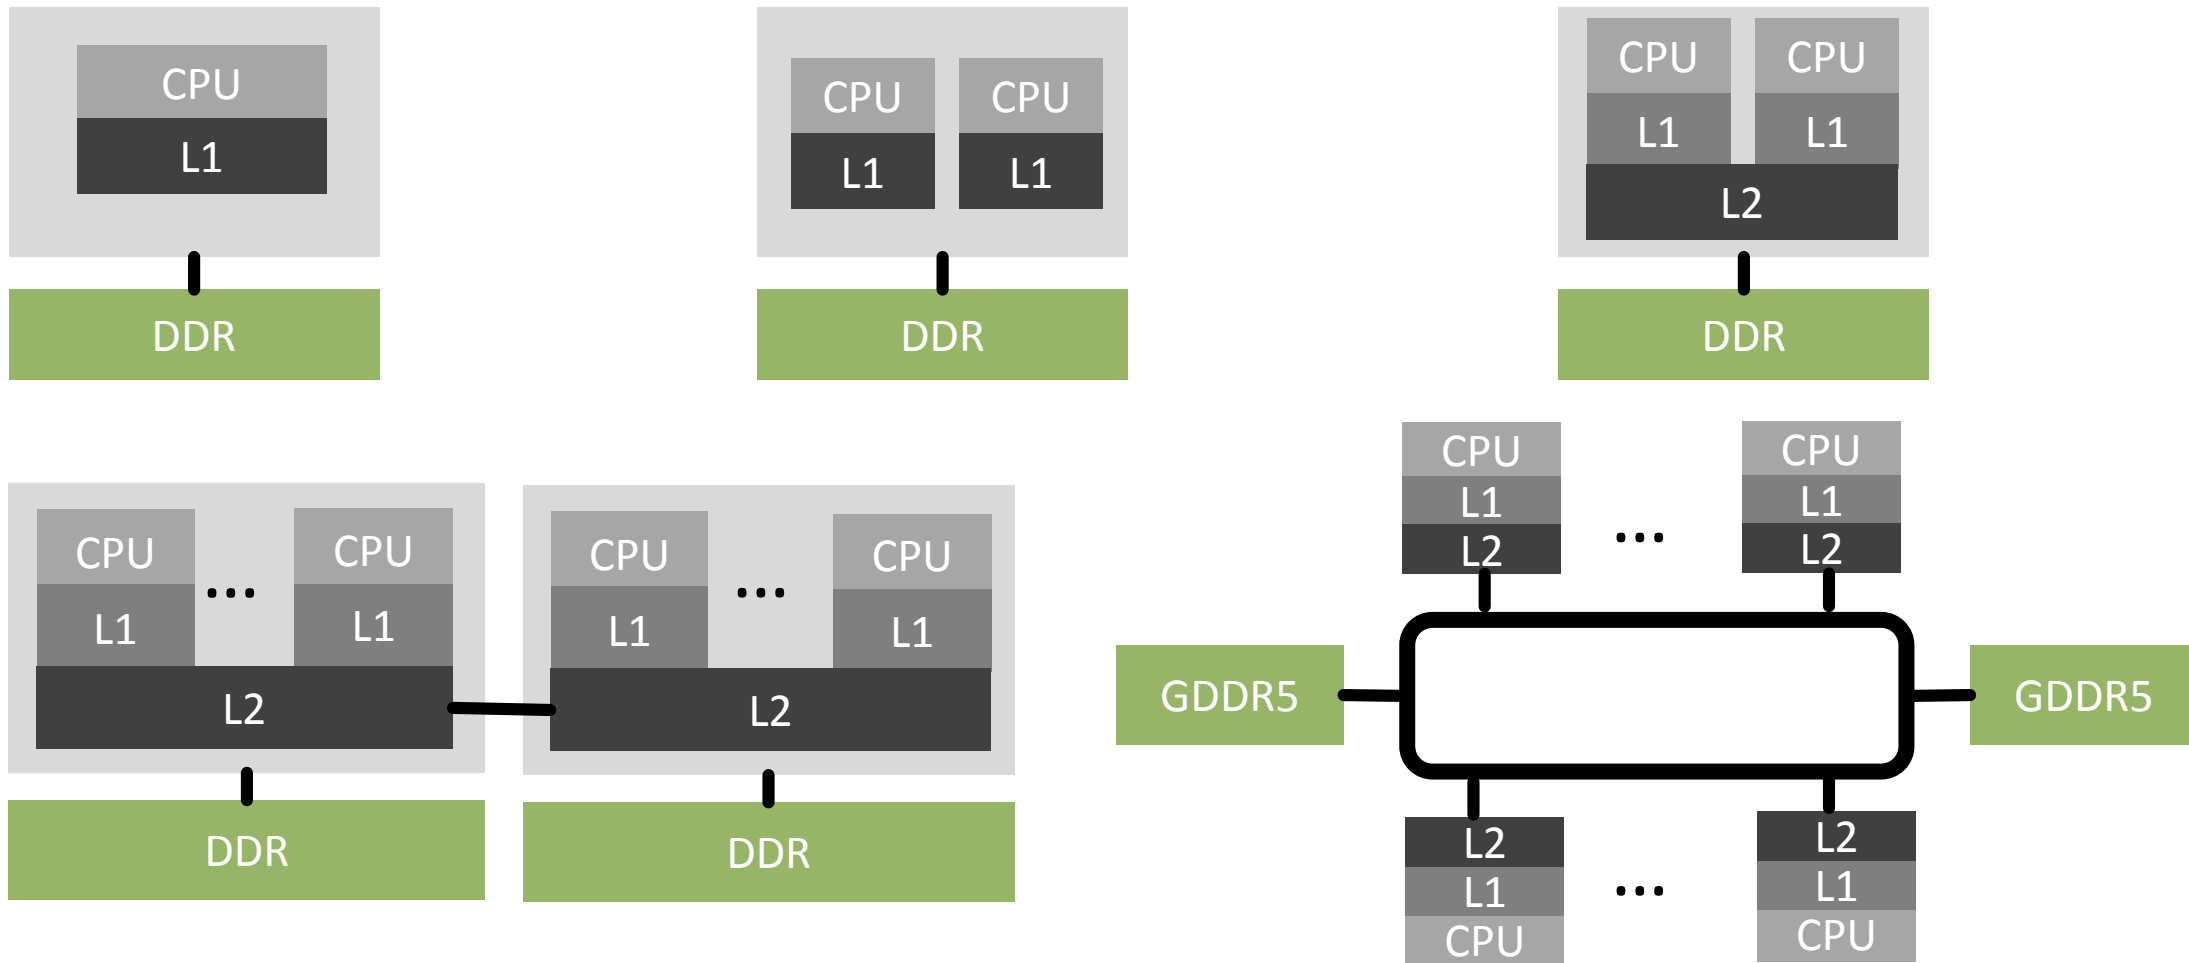 CPU
L1
DDR
CPU CPU
L1 L1
DDR
CPU CPU
L1 L1
L2
DDR
CPU ... CPU
L1 L1
L2
DDR
CPU ... CPU
L1 L1
L2
DDR
CPU CPU
L1 L1
L2 ... L2
GDDR5 GDDR5
L2 L2
L1 ... L1
CPU CPU